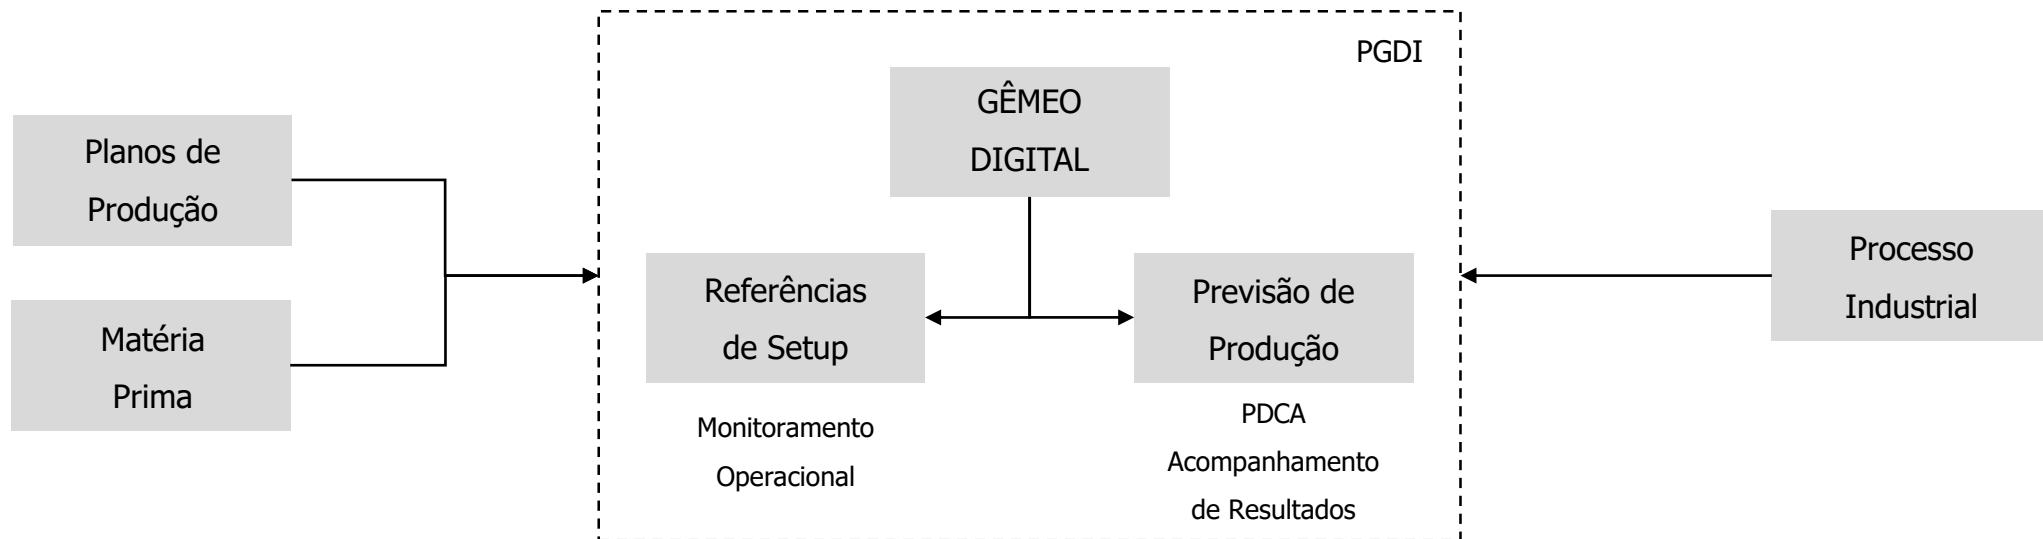 PGDI
GÊMEO
DIGITAL
Planos de
Produção
Matéria
Prima
Referências
de Setup
Monitoramento
Operacional
Previsão de
Produção
PDCA
Acompanhamento
de Resultados
Processo
Industrial